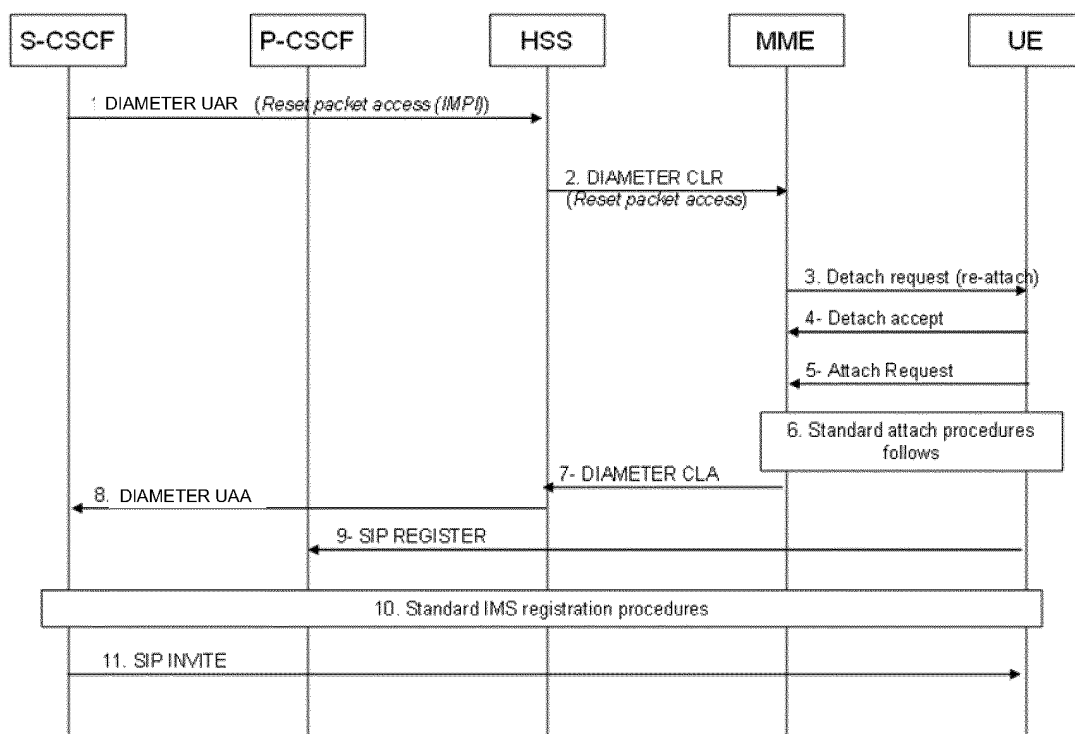 S-CSCF P-CSCF HSS MME UE
1 DIAMETER UAR (Reset packet access (IMPI))
2. DIAMETER CLR
(Reset packet access)
3. Detach request (re-attach)
4- Detach accept
5- Attach Request
6. Standard attach procedures
follows
7- DIAMETER CLA
8. DIAMETER UAA
9- SIP REGISTER
10. Standard IMS registration procedures
11. SIP INVITE